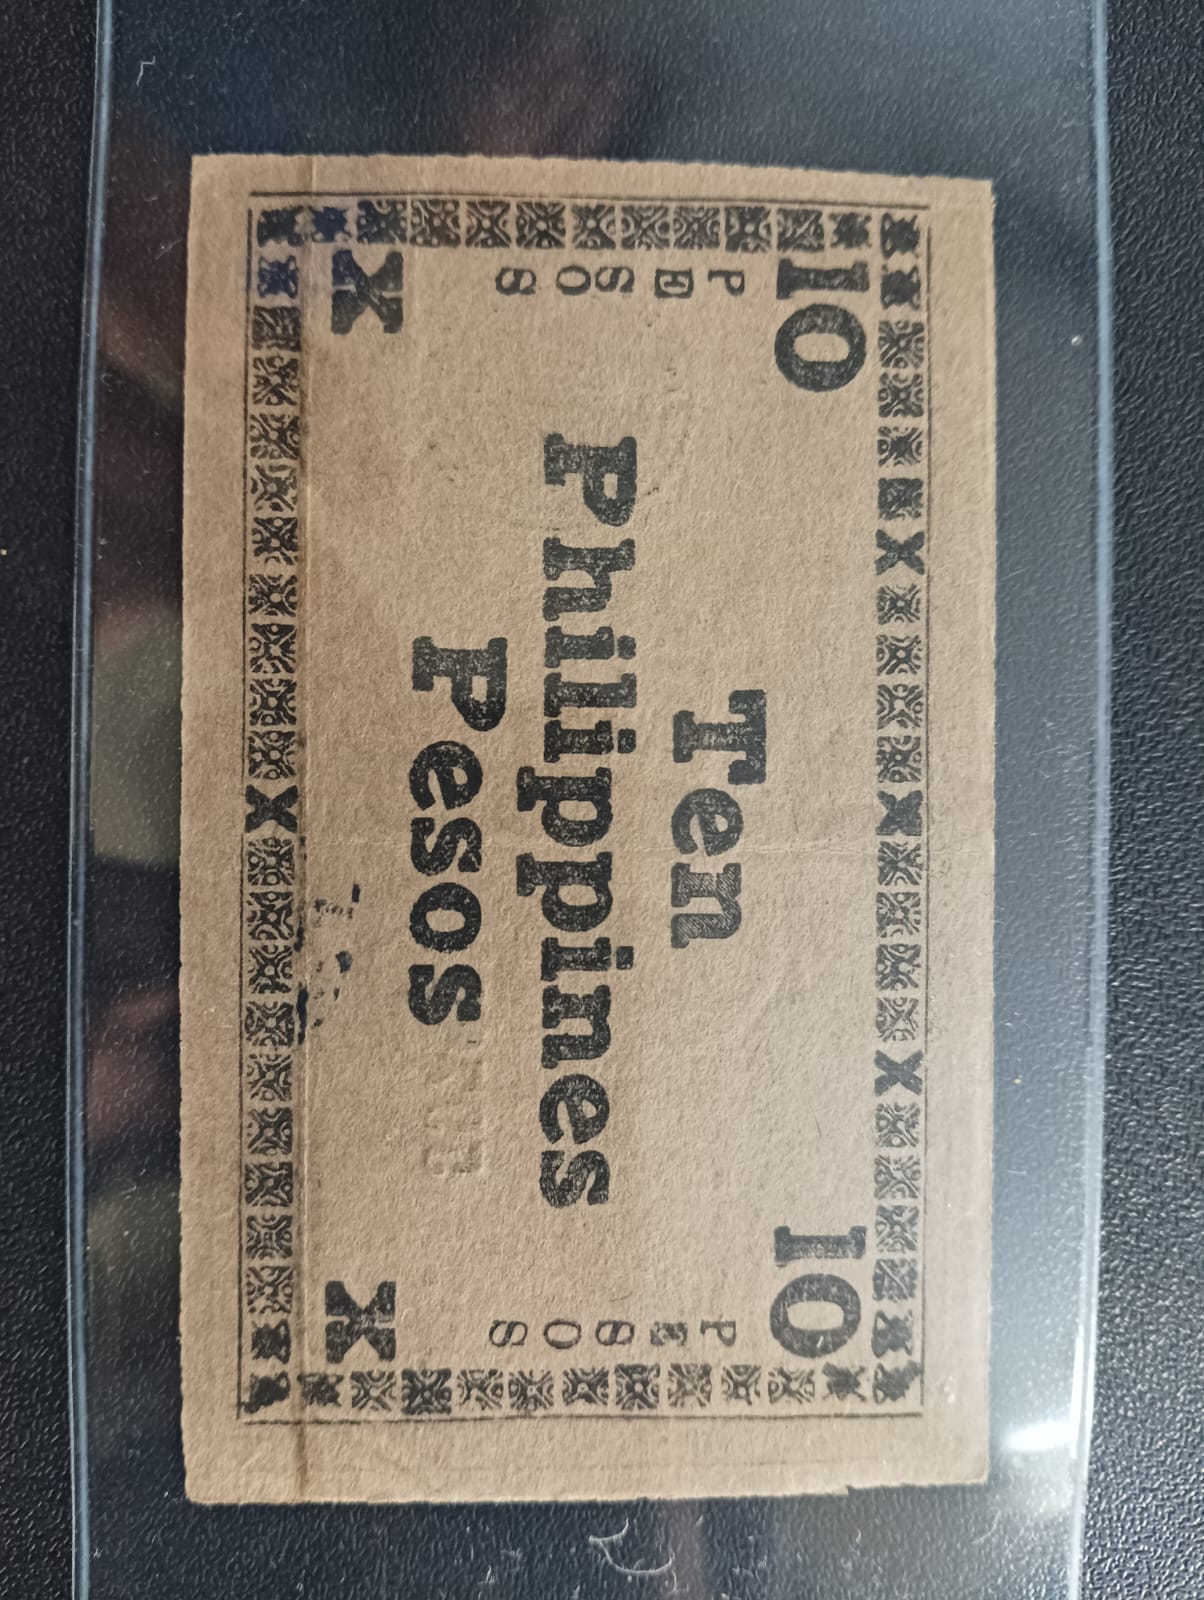 10 10
PESOS PESOS
Ten
Philippines
Pesos
X X